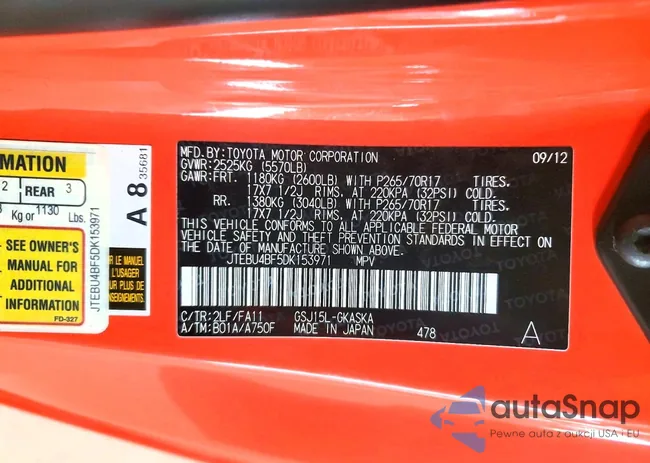 MATION
2 REAR 3
Kg or 1130 Lbs.
SEE OWNER'S
MANUAL FOR
ADDITIONAL
INFORMATION
FD-327
JTEBU4BF5DK153971
A 8 35681
R LE MANUEL
L'USAGER
MFD.BY:TOYOTA MOTOR CORPORATION 09/12
GVWR:2525KG (5570LB)
GAWR:FRT. 1180KG (2600LB) WITH P265/70R17 TIRES.
17X7 1/2J RIMS. AT 220KPA (32PSI) COLD.
RR. 1380KG (3040LB) WITH P265/70R17 TIRES.
17X7 1/2J RIMS. AT 220KPA (32PSI) COLD.
THIS VEHICLE CONFORMS TO ALL APPLICABLE FEDERAL MOTOR
VEHICLE SAFETY AND THEFT PREVENTION STANDARDS IN EFFECT ON
THE DATE OF MANUFACTURE SHOWN ABOVE.
JTEBU4BF5DK153971 MPV
C/TR:2LF/FA11 GSJ15L-GKASKA
A/TM:B01A/A750F MADE IN JAPAN 478 A
autaSnap
Pewne auta z aukcji USA i EU